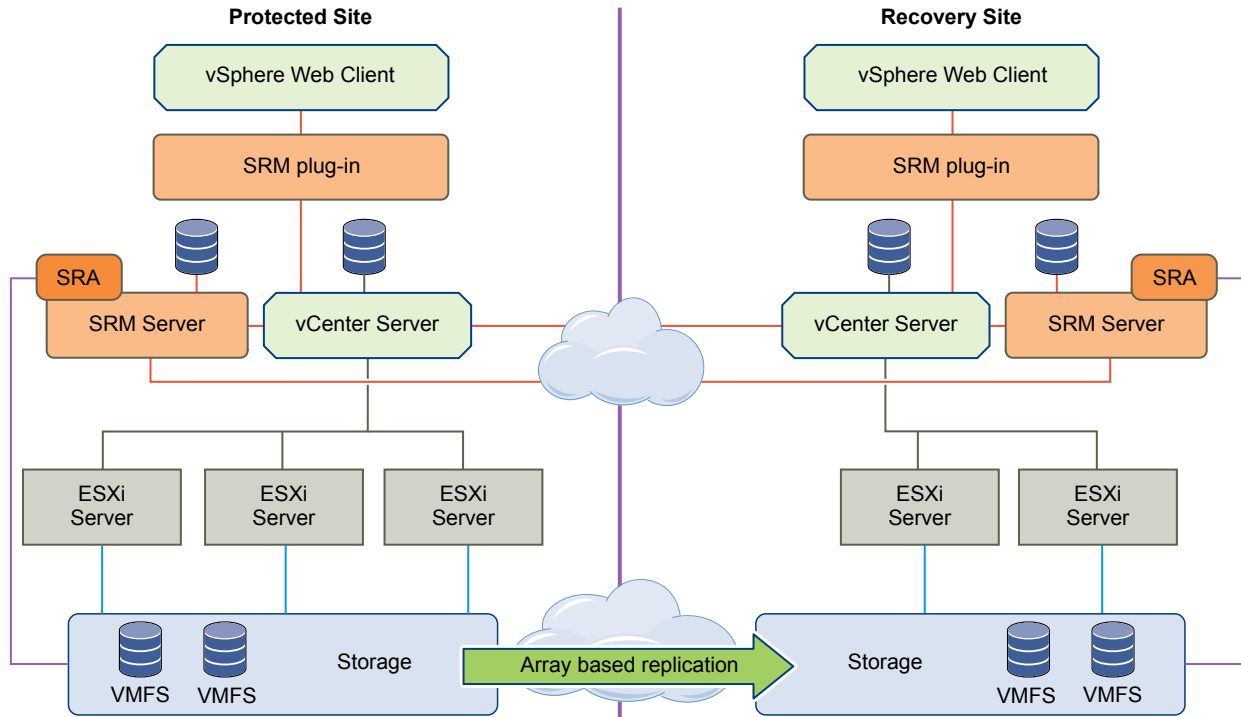 Protected Site
Recovery Site
vSphere Web Client
vSphere Web Client
SRM plug-in
SRM plug-in
SRA
SRA
SRM Server
vCenter Server
vCenter Server
SRM Server
ESXi
Server
ESXi
Server
ESXi
Server
ESXi
Server
ESXi
Server
Storage
Array based replication
Storage
VMFS
VMFS
VMFS
VMFS